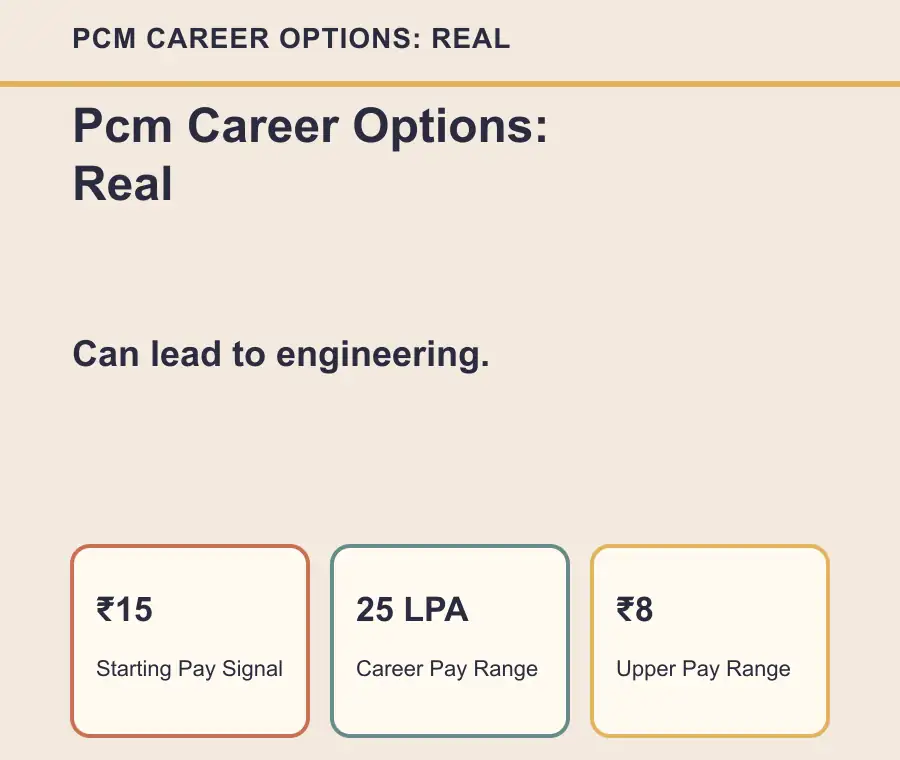 PCM CAREER OPTIONS: REAL
Pcm Career Options:
Real
Can lead to engineering.
₹15
Starting Pay Signal
25 LPA
Career Pay Range
₹8
Upper Pay Range